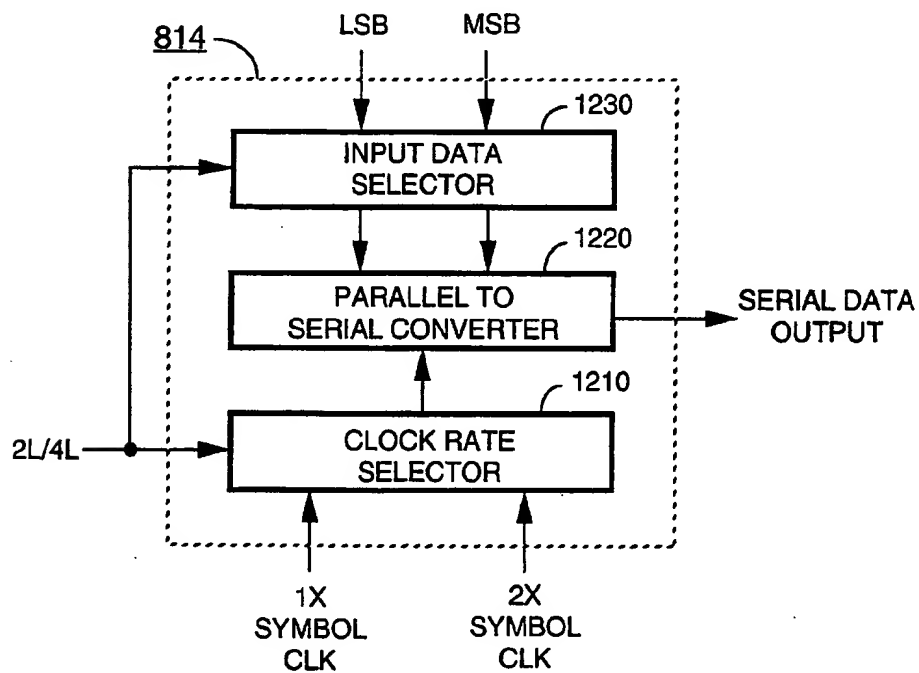 814
LSB
MSB
1230
INPUT DATA
SELECTOR
1220
PARALLEL TO
SERIAL CONVERTER
SERIAL DATA
OUTPUT
1210
2L/4L
CLOCK RATE
SELECTOR
1X
SYMBOL
CLK
2X
SYMBOL
CLK